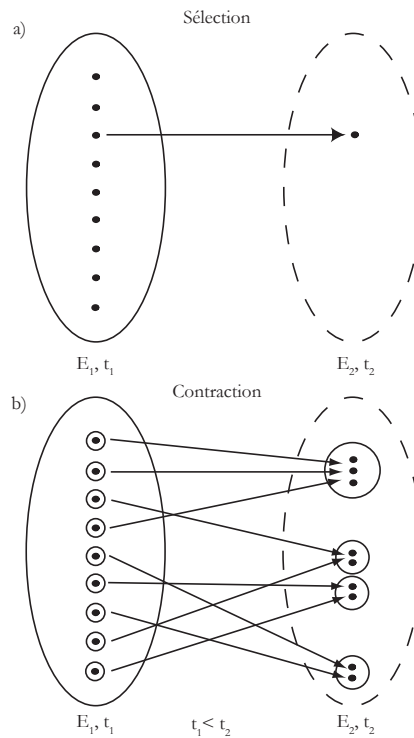 Sélection
a)
E₁, t₁ E₂, t₂
Contraction
b)
E₁, t₁ t₁< t₂ E₂, t₂